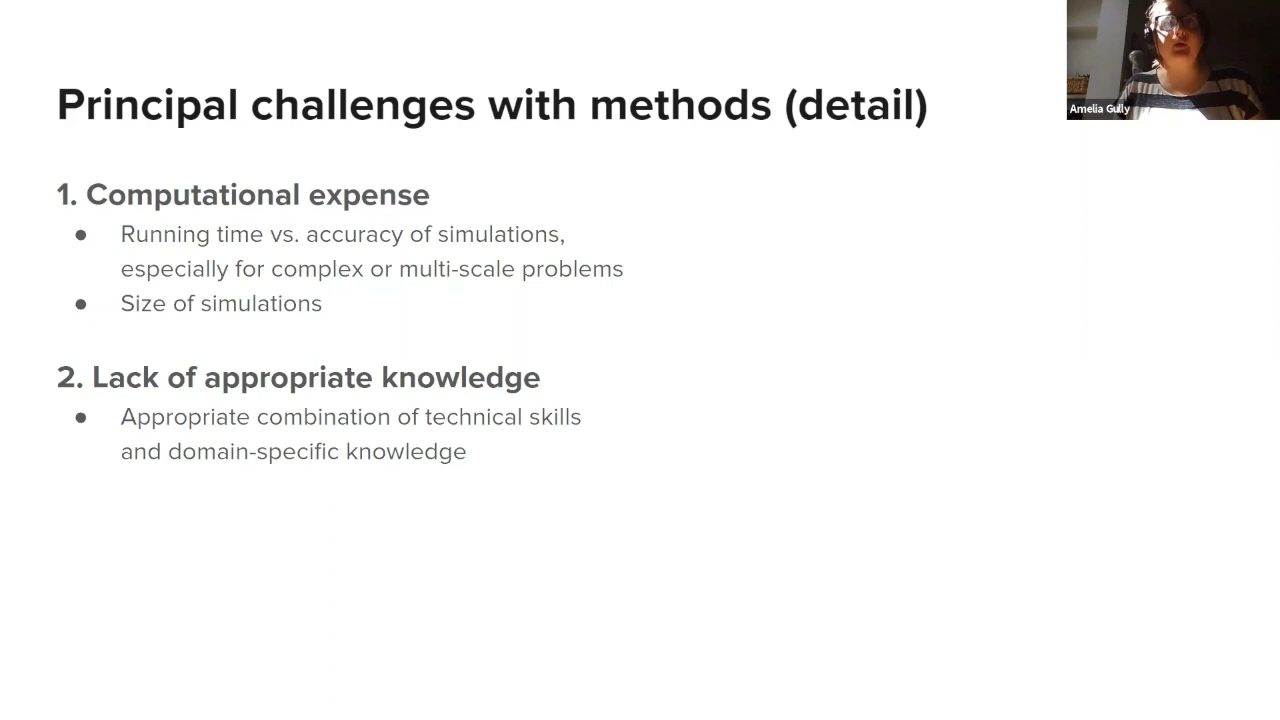 Principal challenges with methods (detail)
Amelia Gully
1. Computational expense
● Running time vs. accuracy of simulations,
especially for complex or multi-scale problems
● Size of simulations
2. Lack of appropriate knowledge
● Appropriate combination of technical skills
and domain-specific knowledge